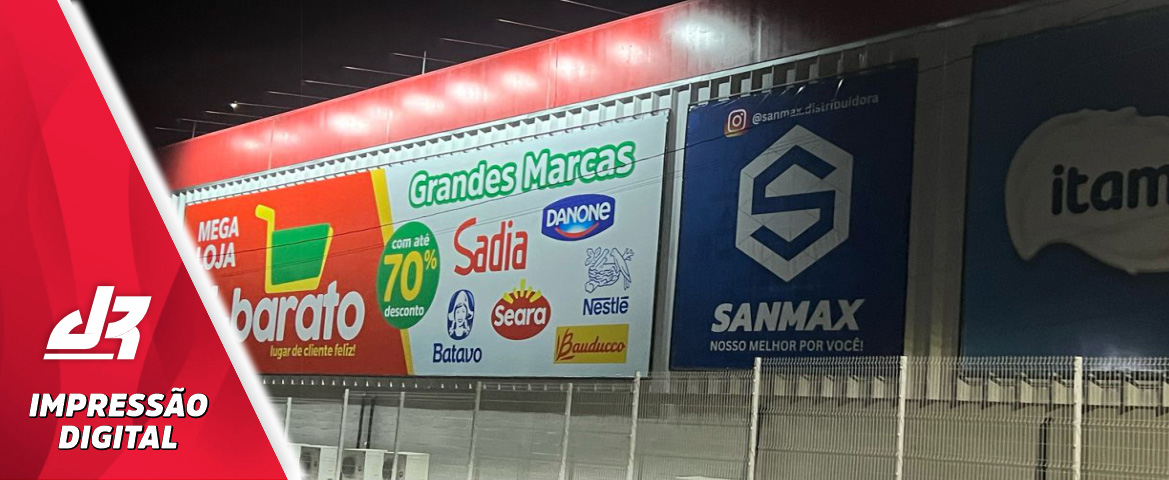 JR
IMPRESSÃO
DIGITAL
MEGA
LOJA
barato
lugar de cliente feliz!
com até
70%
desconto
Grandes Marcas
Sadia
DANONE
Batavo
Seara
Nestlé
Bauducco
@sanmax.distribuidora
SANMAX
NOSSO MELHOR POR VOCÊ!
itam